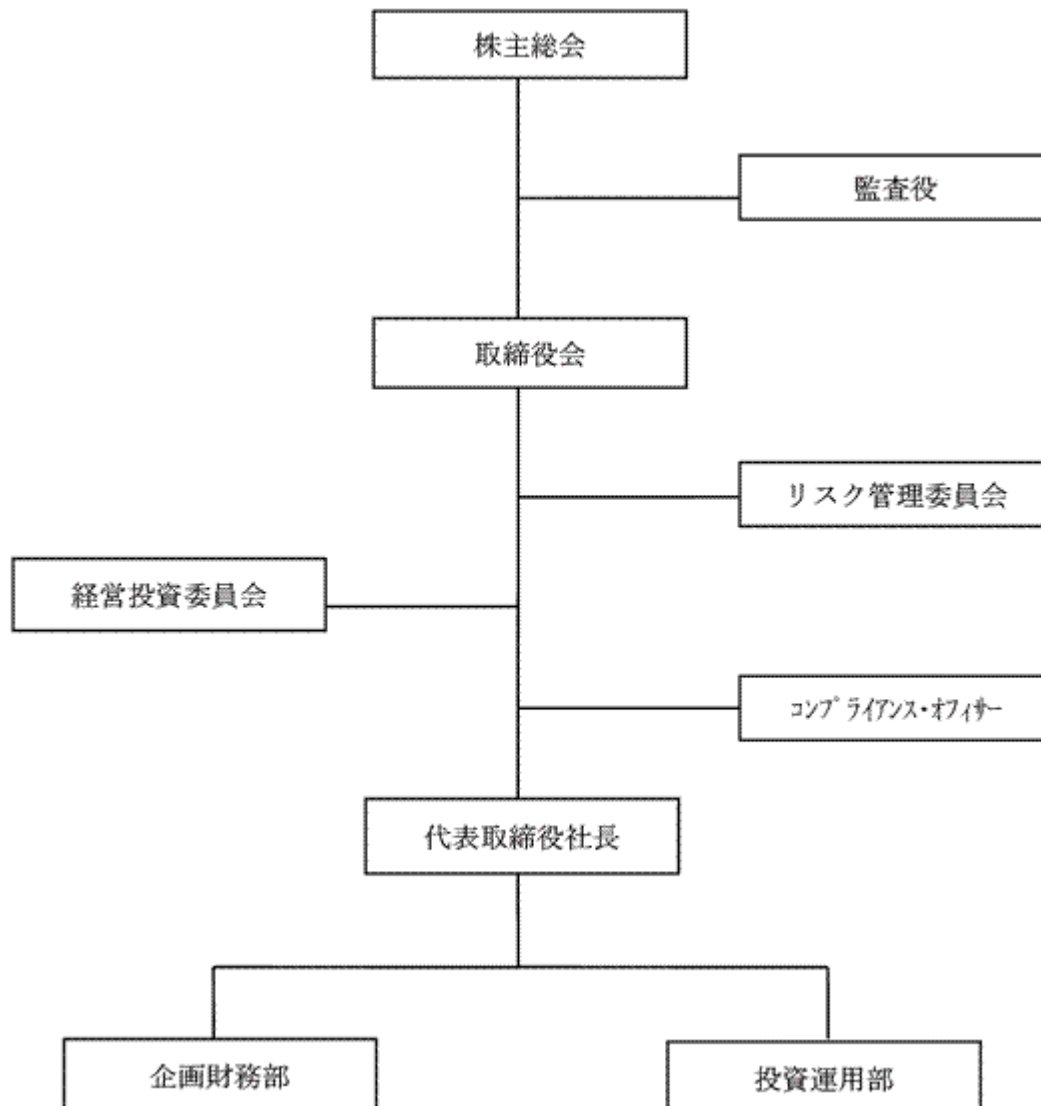 株主総会
監査役
取締役会
リスク管理委員会
経営投資委員会
コンプライアンス・オフィサー
代表取締役社長
企画財務部
投資運用部